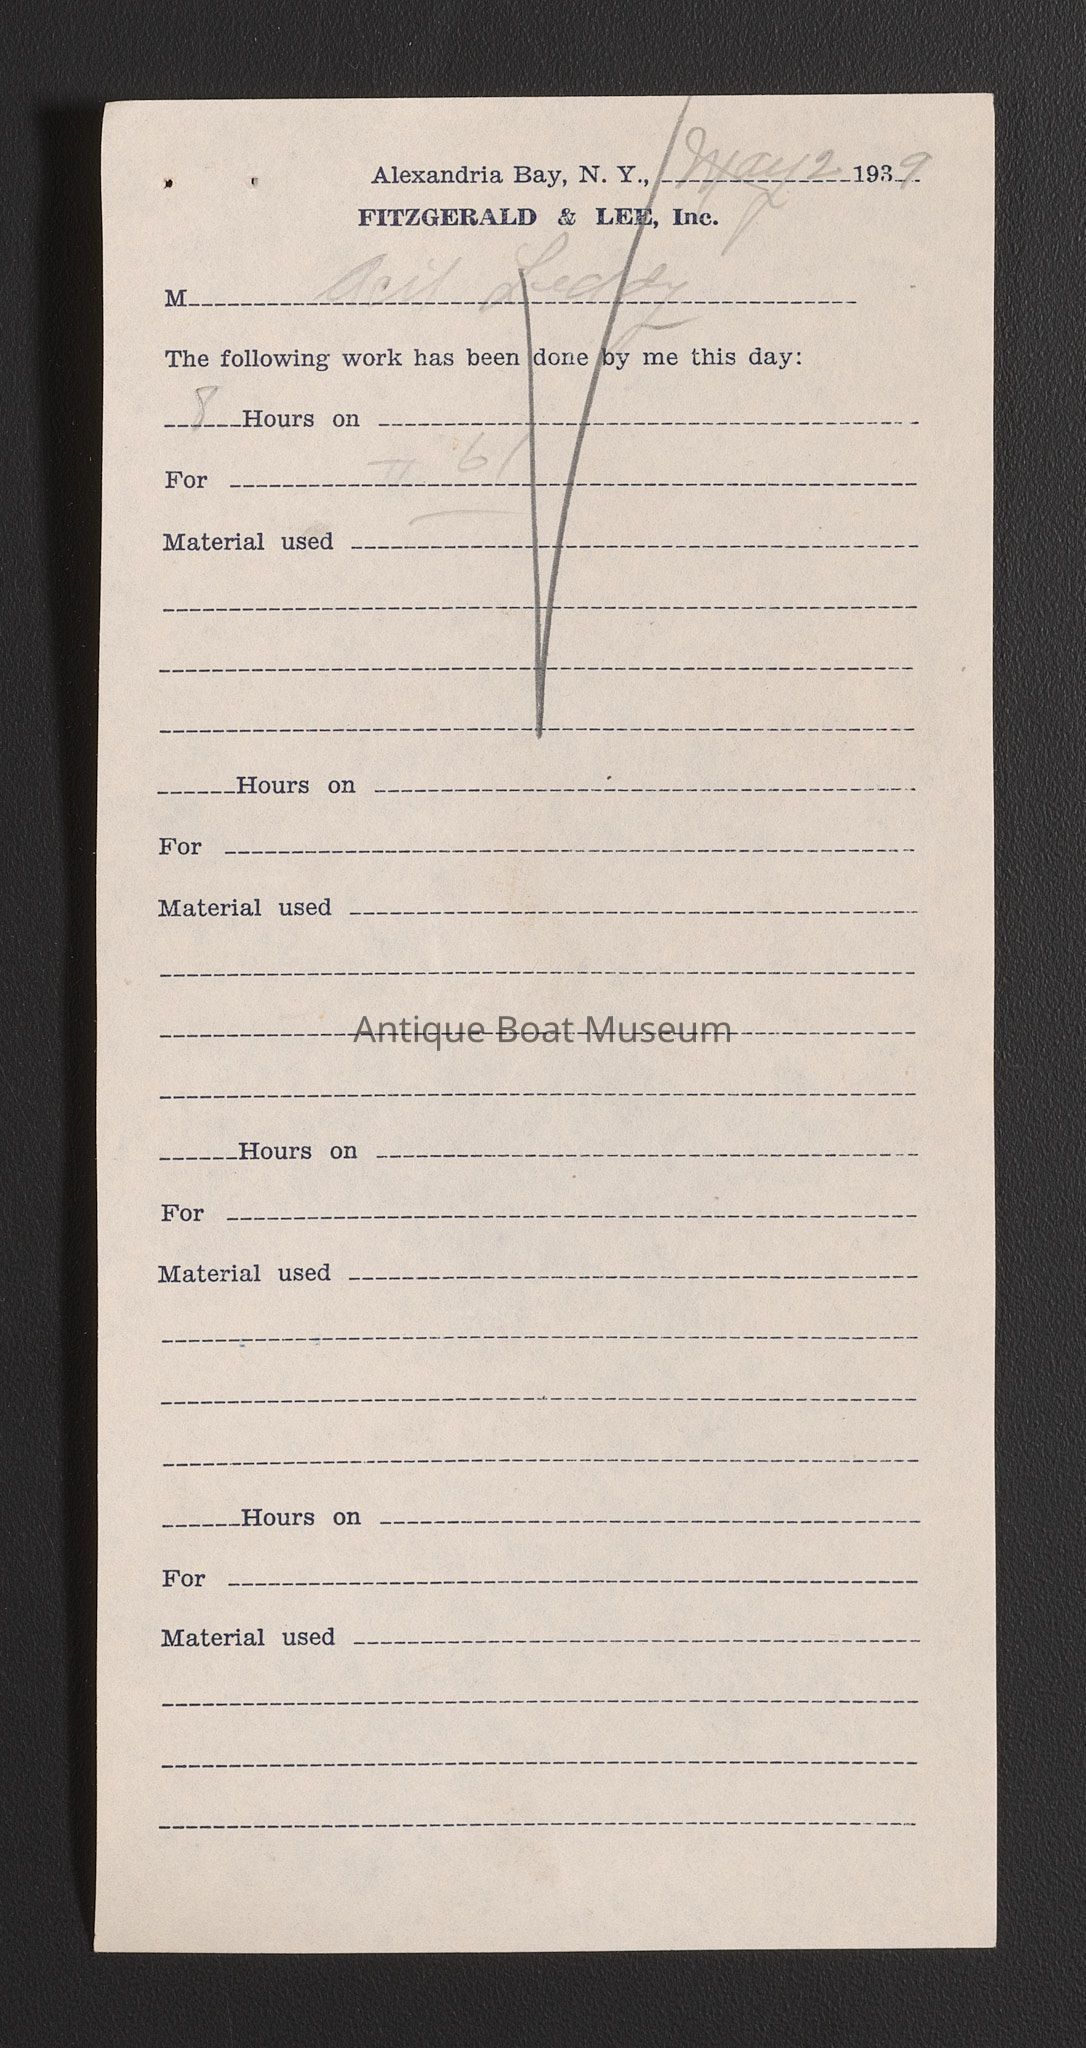 Alexandria Bay, N. Y., May 2 1939
FITZGERALD & LEE, Inc.
M Leddy
The following work has been done by me this day:
8 Hours on
For # 61
Material used
Hours on
For
Material used
Antique Boat Museum
Hours on
For
Material used
Hours on
For
Material used